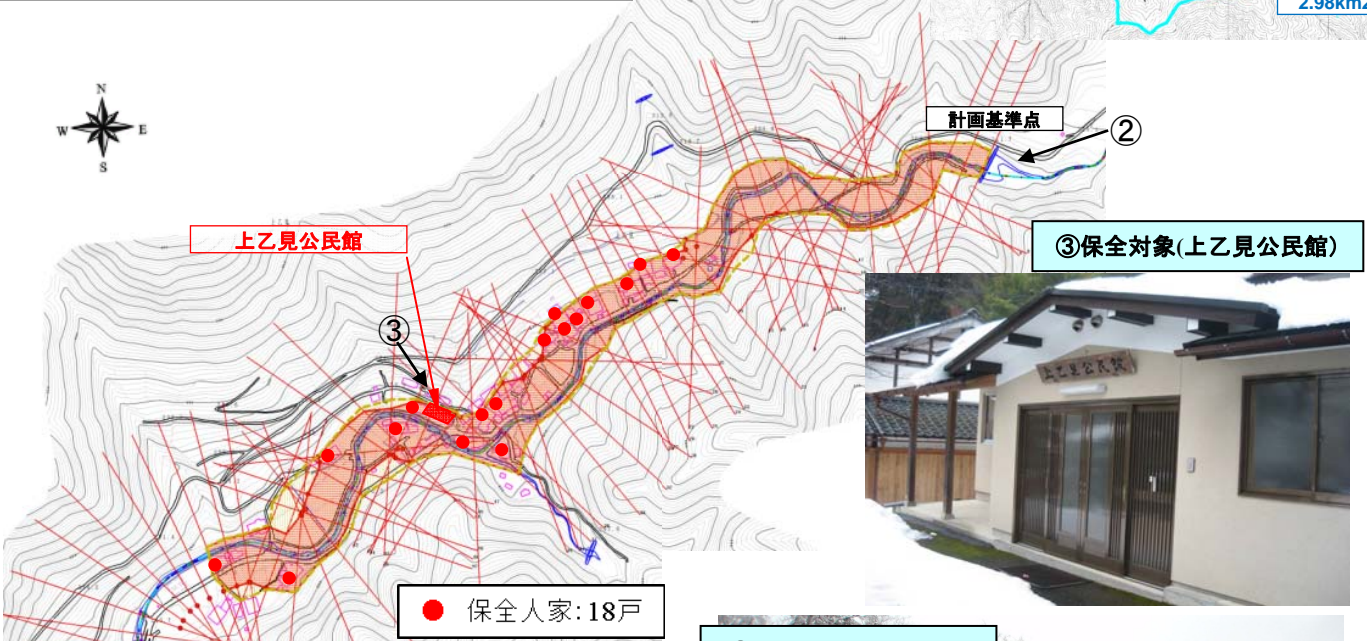 2.98km2
N
W
E
S
計画基準点
②
上乙見公民館
③保全対象(上乙見公民館)
③
上乙見公民館
保全人家:18戸